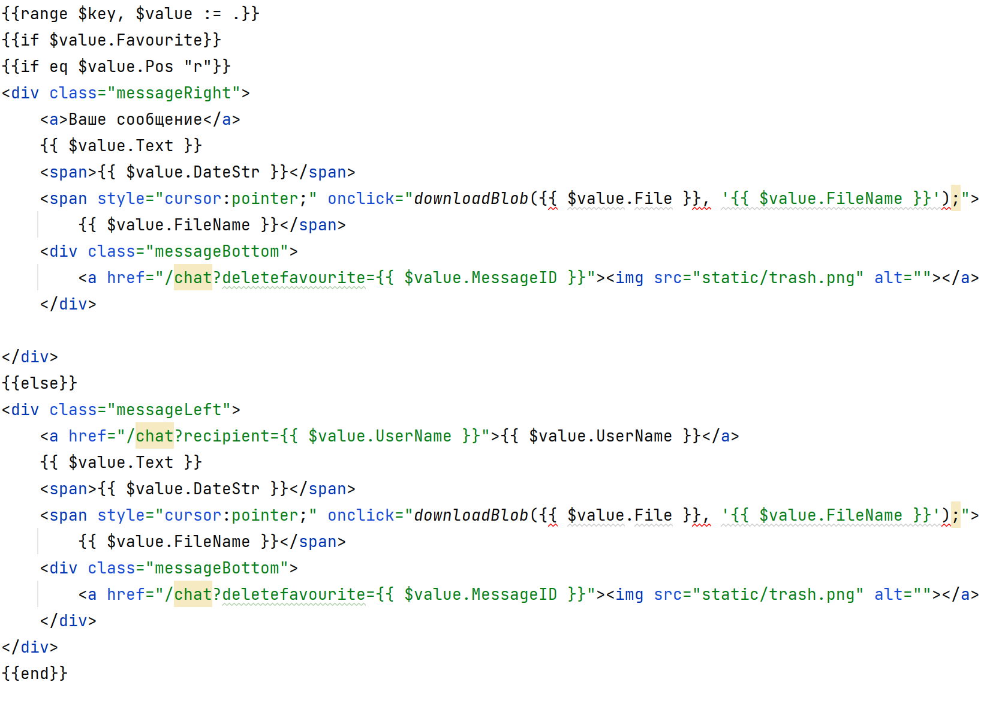 {{range $key, $value := .}}
{{if $value.Favourite}}
{{if eq $value.Pos "r"}}
<div class="messageRight">
    <a>Ваше сообщение</a>
    {{ $value.Text }}
    <span>{{ $value.DateStr }}</span>
    <span style="cursor:pointer;" onclick="downloadBlob({{ $value.File }}, '{{ $value.FileName }}');">
        {{ $value.FileName }}</span>
    <div class="messageBottom">
        <a href="/chat?deletefavourite={{ $value.MessageID }}"><img src="static/trash.png" alt=""></a>
    </div>

</div>
{{else}}
<div class="messageLeft">
    <a href="/chat?recipient={{ $value.UserName }}">{{ $value.UserName }}</a>
    {{ $value.Text }}
    <span>{{ $value.DateStr }}</span>
    <span style="cursor:pointer;" onclick="downloadBlob({{ $value.File }}, '{{ $value.FileName }}');">
        {{ $value.FileName }}</span>
    <div class="messageBottom">
        <a href="/chat?deletefavourite={{ $value.MessageID }}"><img src="static/trash.png" alt=""></a>
    </div>
</div>
{{end}}